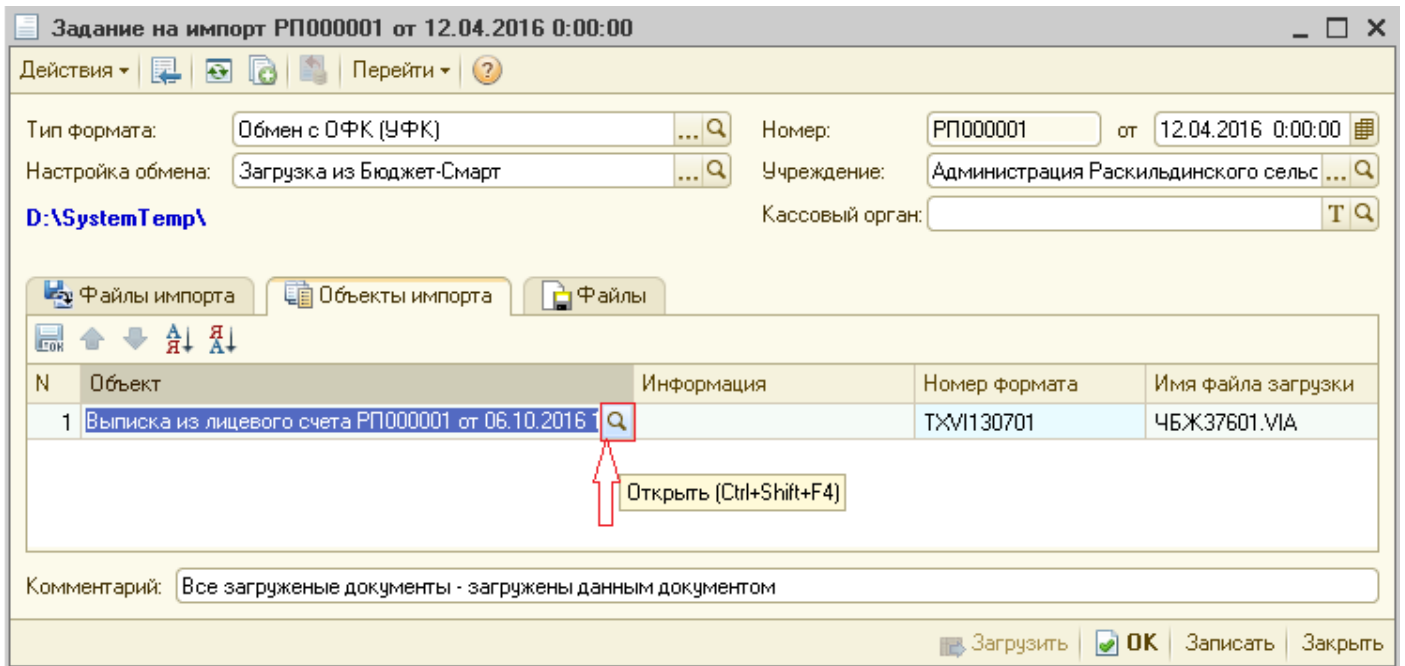 Задание на импорт РП000001 от 12.04.2016 0:00:00
Действия Перейти
Тип формата: Обмен с ОФК (УФК) ... Номер: РП000001 от 12.04.2016 0:00:00
Настройка обмена: Загрузка из Бюджет-Смарт ... Учреждение: Администрация Раскильдинского сельс ...
D:\SystemTemp\ Кассовый орган: T
Файлы импорта Объекты импорта Файлы
N Объект Информация Номер формата Имя файла загрузки
1 Выписка из лицевого счета РП000001 от 06.10.2016 1 TXVI130701 ЧБЖ37601.VIA
Открыть (Ctrl+Shift+F4)
Комментарий: Все загруженые документы - загружены данным документом
Загрузить OK Записать Закрыть